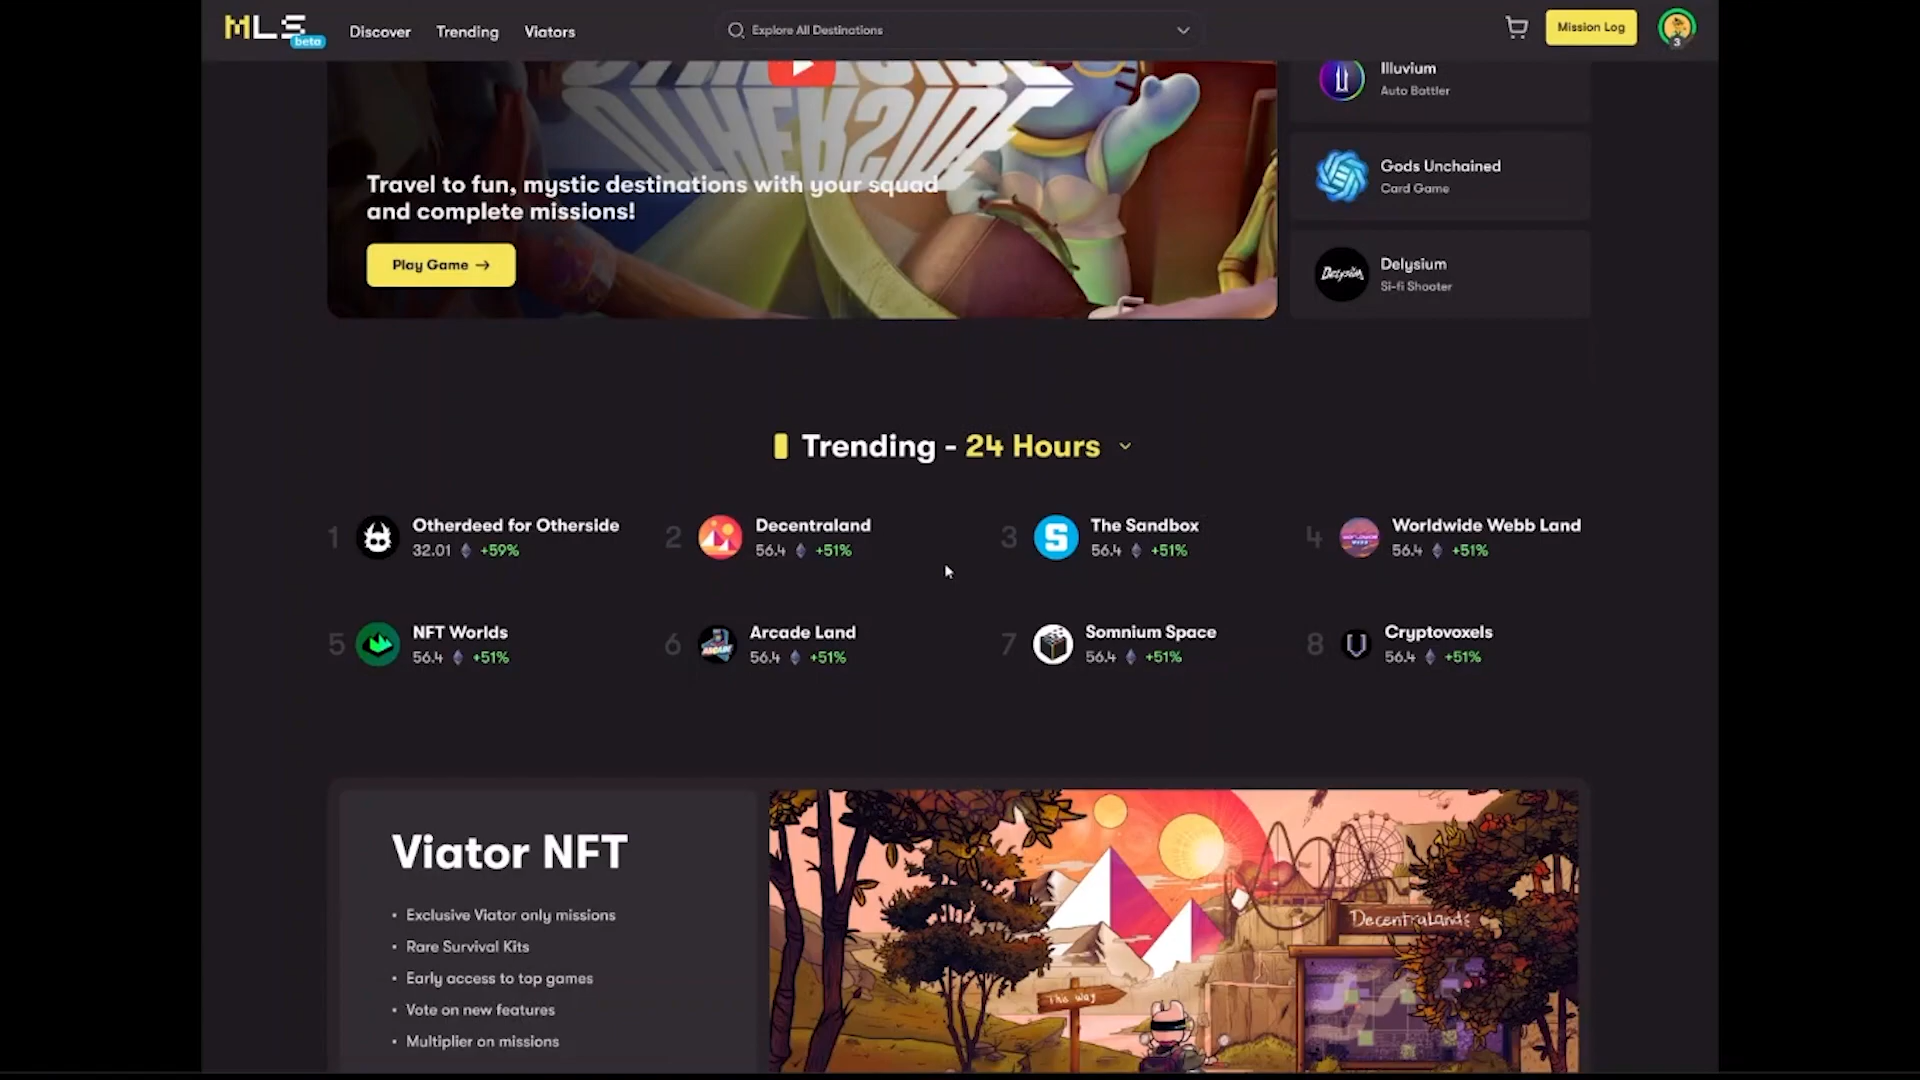 MLS
beta
Discover
Trending
Viators
Explore All Destinations
Mission Log
3
OTHERSIDE
Travel to fun, mystic destinations with your squad
and complete missions!
Play Game →
Illuvium
Auto Battler
Gods Unchained
Card Game
Delysium
Delysium
Si-fi Shooter
Trending - 24 Hours
1
Otherdeed for Otherside
32.01 +59%
2
Decentraland
56.4 +51%
3
S
The Sandbox
56.4 +51%
4
Worldwide Webb Land
56.4 +51%
5
NFT Worlds
56.4 +51%
6
ARCADE
Arcade Land
56.4 +51%
7
Somnium Space
56.4 +51%
8
Cryptovoxels
56.4 +51%
Viator NFT
• Exclusive Viator only missions
• Rare Survival Kits
• Early access to top games
• Vote on new features
• Multiplier on missions
DecentraLands
The way